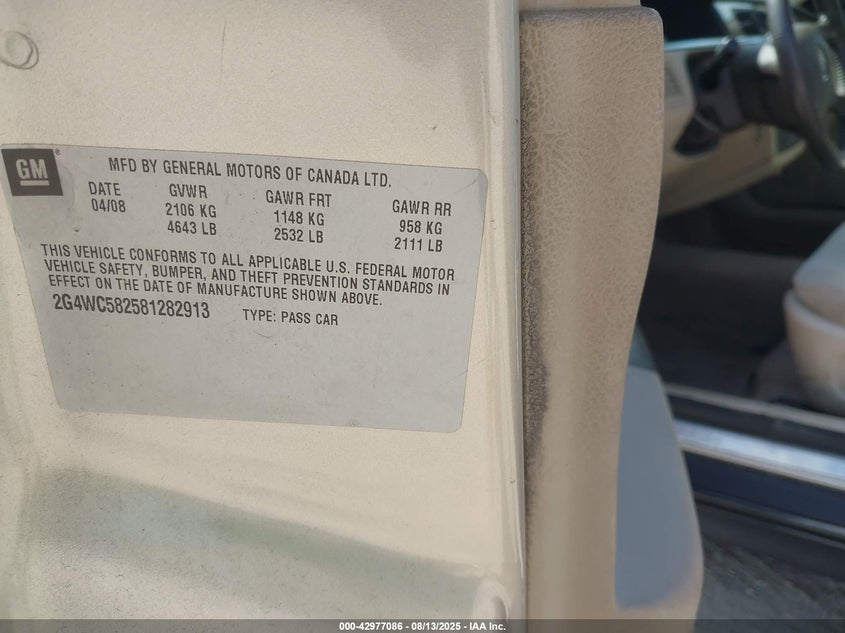 GM
MFD BY GENERAL MOTORS OF CANADA LTD.
DATE GVWR GAWR FRT GAWR RR
04/08 2106 KG 1148 KG 958 KG
4643 LB 2532 LB 2111 LB
THIS VEHICLE CONFORMS TO ALL APPLICABLE U.S. FEDERAL MOTOR
VEHICLE SAFETY, BUMPER, AND THEFT PREVENTION STANDARDS IN
EFFECT ON THE DATE OF MANUFACTURE SHOWN ABOVE.
2G4WC582581282913 TYPE: PASS CAR
000-42977086 - 08/13/2025 - IAA Inc.